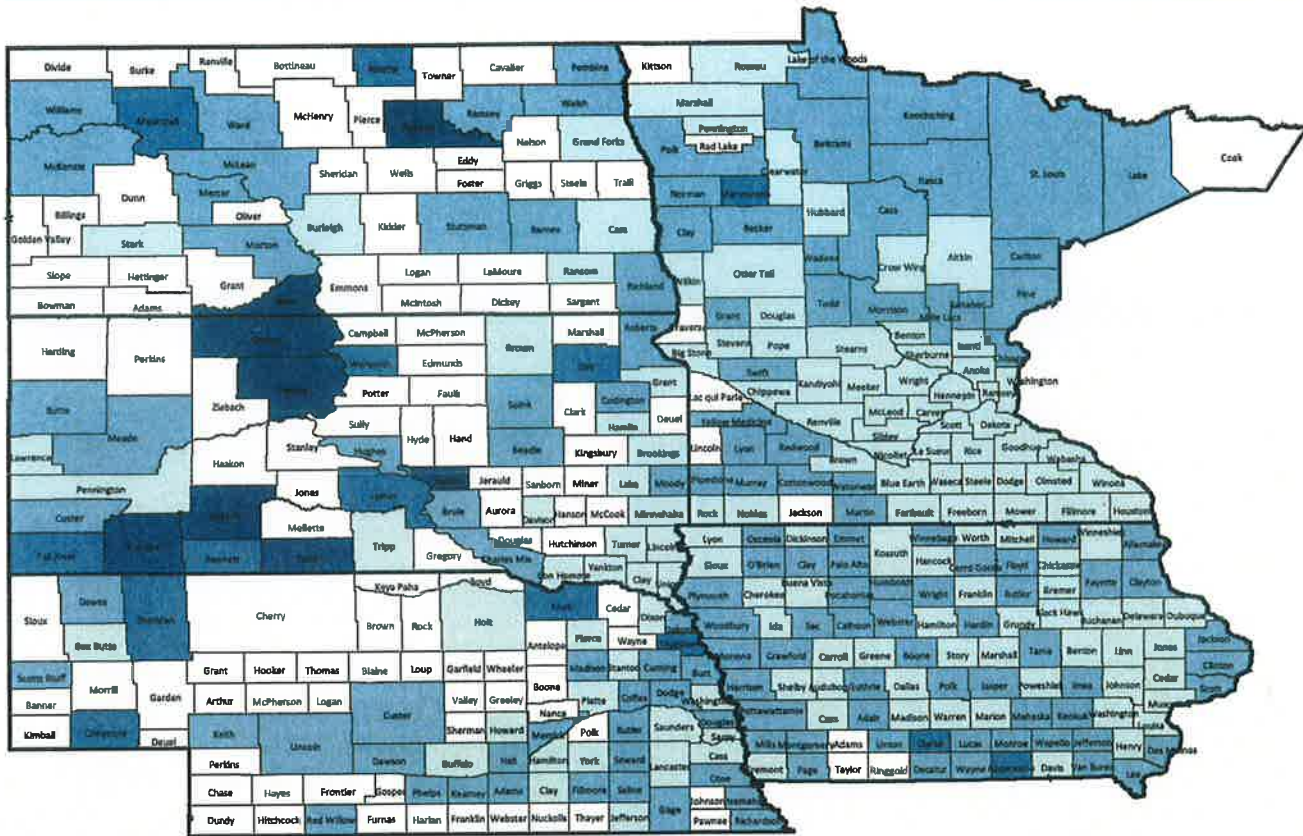 Divide Burke Renville Bottineau Rolette Towner Cavalier Pembina Kittson Roseau Lake of the Woods
Williams Mountrail Ward McHenry Pierce Benson Ramsey Walsh Marshall Koochiching
Nelson Grand Forks Pennington Red Lake Polk Beltrami Cook
McKenzie McLean Sheridan Wells Eddy Foster Griggs Steele Traill Clearwater Itasca St. Louis Lake
Dunn Mercer Oliver Norman Mahnomen Hubbard Cass
Billings Golden Valley Stark Morton Burleigh Kidder Stutsman Barnes Cass Clay Becker Wadena Crow Wing Aitkin Carlton
Slope Hettinger Grant Emmons Logan LaMoure Ransom Richland Wilkin Otter Tail Pine
Bowman Adams McIntosh Dickey Sargent Grant Douglas Todd Morrison Mille Lacs Kanabec
Harding Perkins Campbell McPherson Brown Marshall Roberts Traverse Big Stone Stevens Pope Stearns Benton Sherburne Isanti
Walworth Edmunds Day Grant Swift Chippewa Kandiyohi Meeker Wright Anoka Washington
Butte Ziebach Potter Faulk Spink Clark Codington Hamlin Deuel Lac qui Parle Yellow Medicine Renville McLeod Carver Hennepin Ramsey
Meade Sully Hyde Hand Scott Dakota
Lawrence Haakon Stanley Hughes Beadle Kingsbury Brookings Lincoln Lyon Redwood Sibley Nicollet Le Sueur Rice Goodhue Wabasha
Pennington Jones Lyman Jerauld Sanborn Miner Lake Moody Pipestone Murray Cottonwood Brown Blue Earth Waseca Steele Dodge Olmsted Winona
Custer Mellette Brule Aurora Davison Hanson McCook Minnehaha Rock Nobles Jackson Martin Faribault Freeborn Mower Fillmore Houston
Fall River Bennett Todd Tripp Gregory Douglas Charles Mix Hutchinson Turner Lincoln Bon Homme Yankton Clay Union
Lyon Osceola Dickinson Emmet Kossuth Winnebago Worth Mitchell Howard Winneshiek Allamakee
Sioux O'Brien Clay Palo Alto Hancock Cerro Gordo Floyd Chickasaw
Sioux Dawes Sheridan Cherry Keya Paha Boyd Knox Cedar Dixon Plymouth Cherokee Buena Vista Pocahontas Humboldt Wright Franklin Butler Bremer Fayette Clayton
Box Butte Brown Rock Holt Antelope Pierce Wayne Woodbury Ida Sac Calhoun Webster Hamilton Hardin Grundy Black Hawk Buchanan Delaware Dubuque
Scotts Bluff Morrill Garden Grant Hooker Thomas Blaine Loup Garfield Wheeler Boone Madison Stanton Cuming Burt Monona Crawford Carroll Greene Boone Story Marshall Tama Benton Linn Jones Jackson
Banner Arthur McPherson Logan Valley Greeley Nance Platte Colfax Dodge Washington Harrison Shelby Audubon Guthrie Dallas Polk Jasper Poweshiek Iowa Johnson Cedar Clinton Scott
Kimball Cheyenne Deuel Keith Lincoln Custer Sherman Howard Merrick Polk Butler Saunders Douglas Sarpy Pottawattamie Cass Adair Madison Warren Marion Mahaska Keokuk Washington Louisa
Perkins Dawson Buffalo Hall Hamilton York Seward Lancaster Cass Otoe Mills Montgomery Adams Union Clarke Lucas Monroe Wapello Jefferson Henry Des Moines
Chase Hayes Frontier Gosper Phelps Kearney Adams Clay Fillmore Saline Gage Johnson Nemaha Fremont Page Taylor Ringgold Decatur Wayne Appanoose Davis Van Buren Lee
Dundy Hitchcock Red Willow Furnas Harlan Franklin Webster Nuckolls Thayer Jefferson Pawnee Richardson